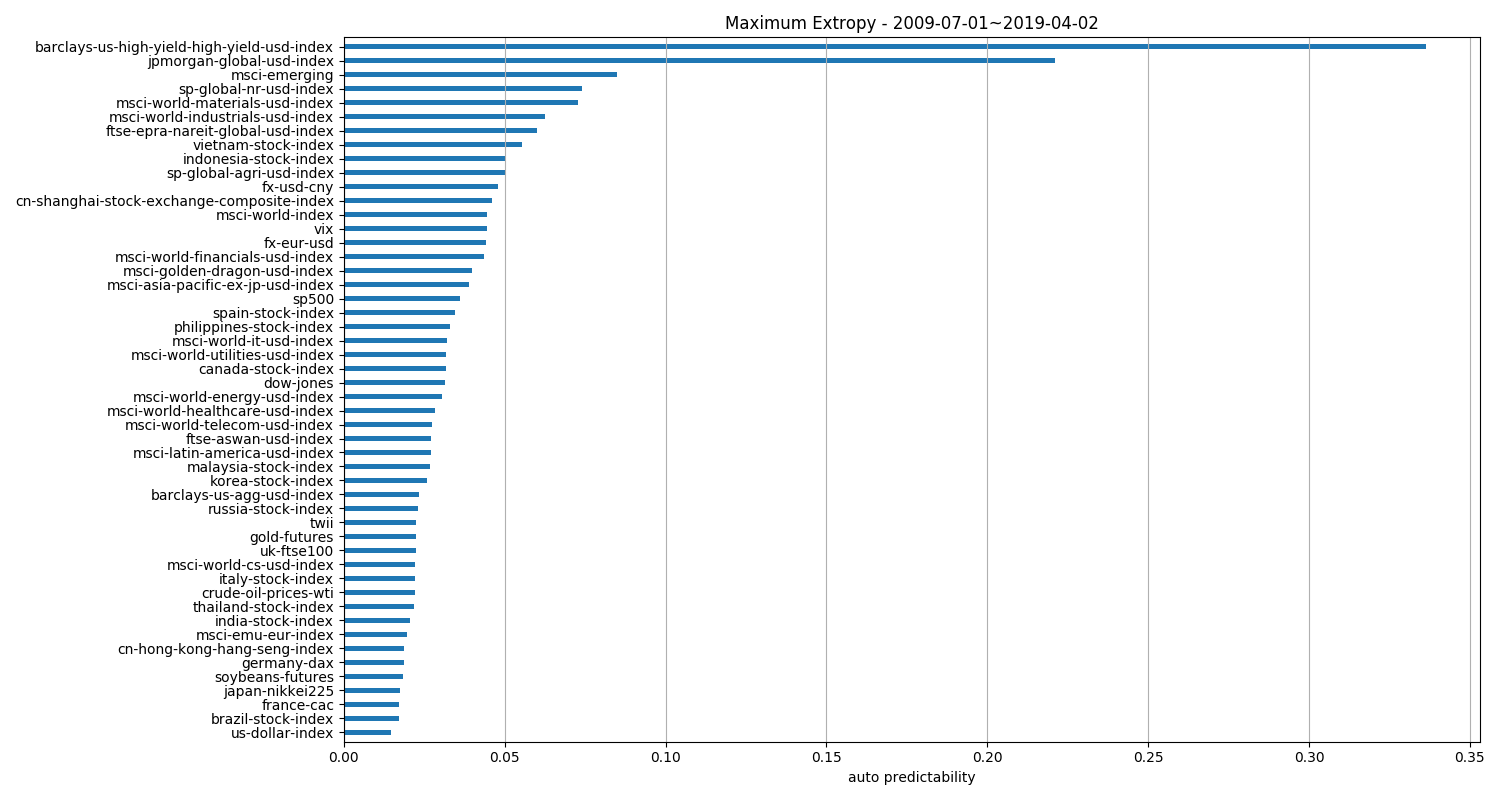 Maximum Extropy - 2009-07-01~2019-04-02
barclays-us-high-yield-high-yield-usd-index
jpmorgan-global-usd-index
msci-emerging
sp-global-nr-usd-index
msci-world-materials-usd-index
msci-world-industrials-usd-index
ftse-epra-nareit-global-usd-index
vietnam-stock-index
indonesia-stock-index
sp-global-agri-usd-index
fx-usd-cny
cn-shanghai-stock-exchange-composite-index
msci-world-index
vix
fx-eur-usd
msci-world-financials-usd-index
msci-golden-dragon-usd-index
msci-asia-pacific-ex-jp-usd-index
sp500
spain-stock-index
philippines-stock-index
msci-world-it-usd-index
msci-world-utilities-usd-index
canada-stock-index
dow-jones
msci-world-energy-usd-index
msci-world-healthcare-usd-index
msci-world-telecom-usd-index
ftse-aswan-usd-index
msci-latin-america-usd-index
malaysia-stock-index
korea-stock-index
barclays-us-agg-usd-index
russia-stock-index
twii
gold-futures
uk-ftse100
msci-world-cs-usd-index
italy-stock-index
crude-oil-prices-wti
thailand-stock-index
india-stock-index
msci-emu-eur-index
cn-hong-kong-hang-seng-index
germany-dax
soybeans-futures
japan-nikkei225
france-cac
brazil-stock-index
us-dollar-index
0.00 0.05 0.10 0.15 0.20 0.25 0.30 0.35
auto predictability